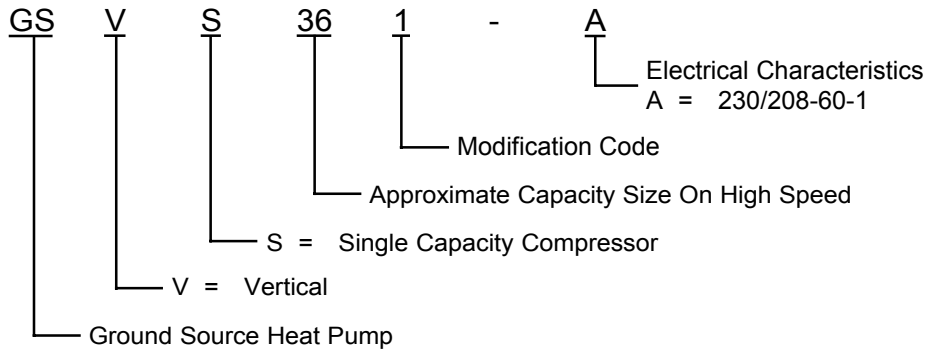 GS V S 36 1 - A
Electrical Characteristics
A = 230/208-60-1
Modification Code
Approximate Capacity Size On High Speed
S = Single Capacity Compressor
V = Vertical
Ground Source Heat Pump